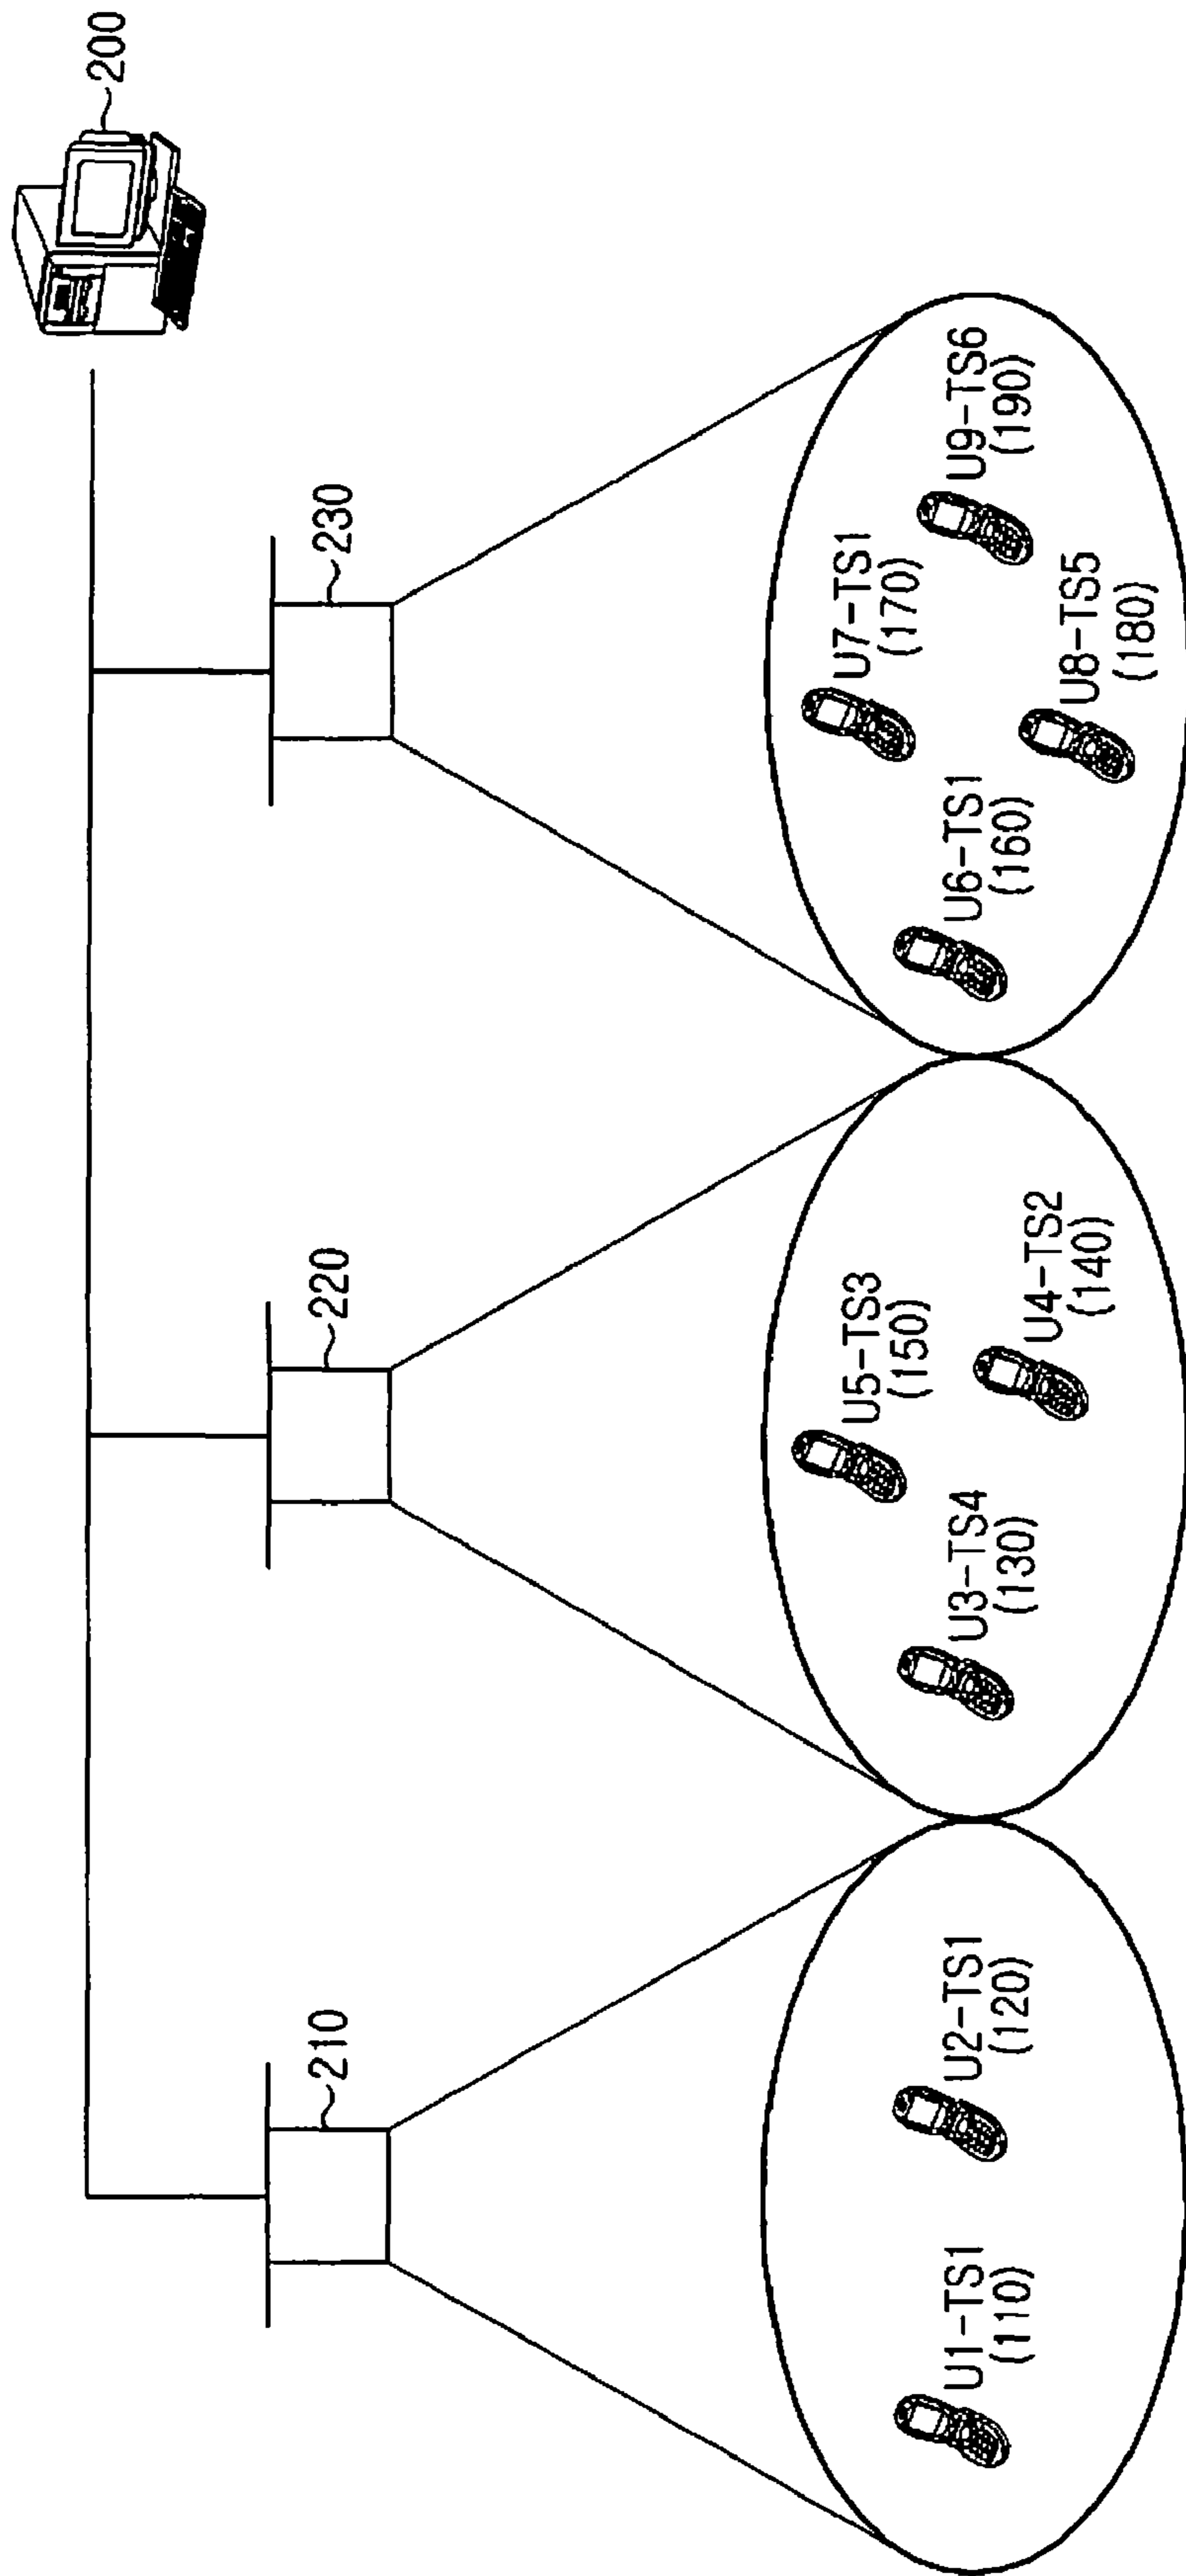 200
210
220
230
U1-TS1
(110)
U2-TS1
(120)
U3-TS4
(130)
U5-TS3
(150)
U4-TS2
(140)
U6-TS1
(160)
U7-TS1
(170)
U8-TS5
(180)
U9-TS6
(190)